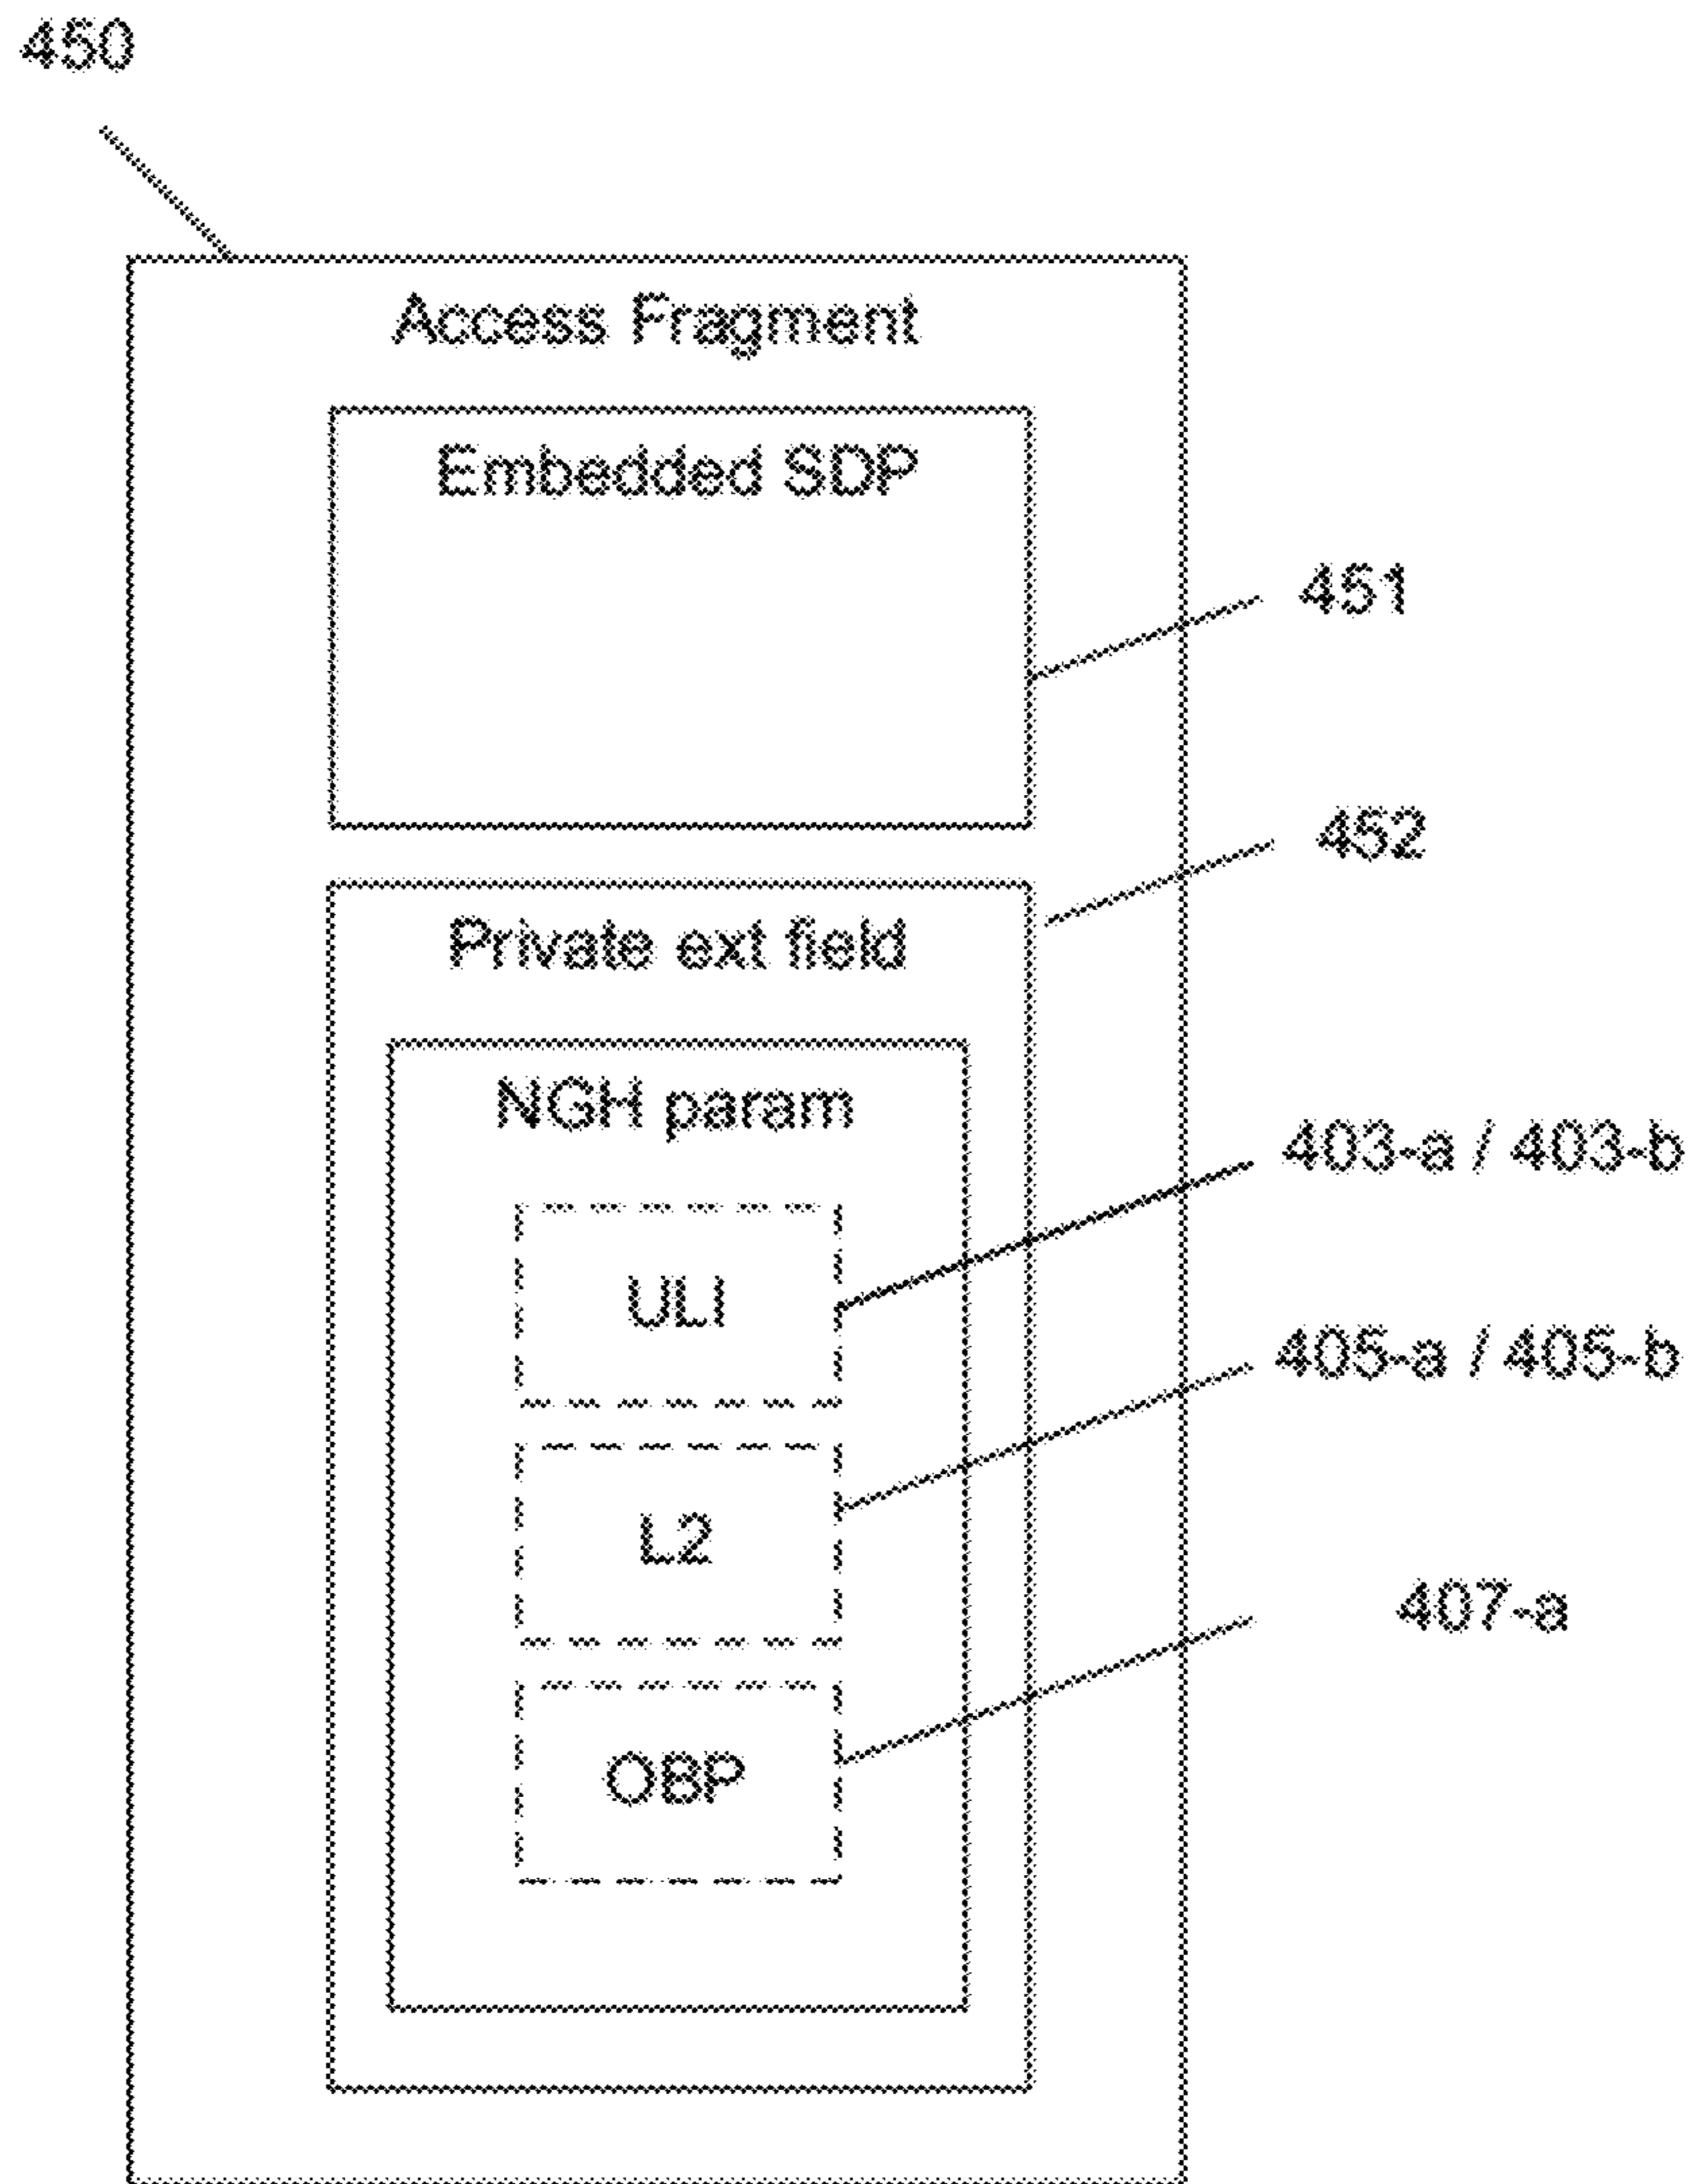 450
Access Fragment
Embedded SDP
451
452
Private ext field
NGH param
403-a / 403-b
ULI
405-a / 405-b
L2
407-a
OBP